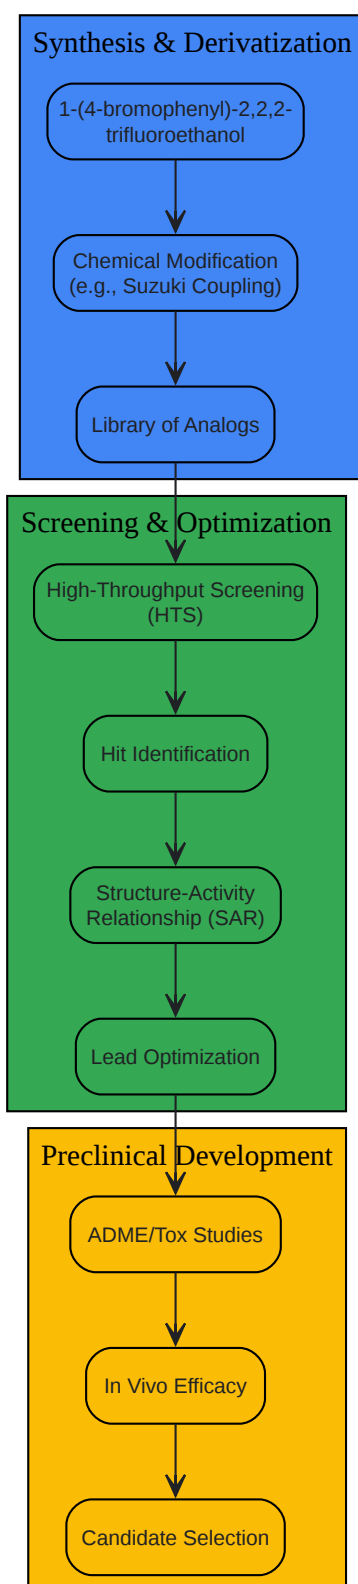 Synthesis & Derivatization
1-(4-bromophenyl)-2,2,2-
trifluoroethanol
Chemical Modification
(e.g., Suzuki Coupling)
Library of Analogs
Screening & Optimization
High-Throughput Screening
(HTS)
Hit Identification
Structure-Activity
Relationship (SAR)
Lead Optimization
Preclinical Development
ADME/Tox Studies
In Vivo Efficacy
Candidate Selection